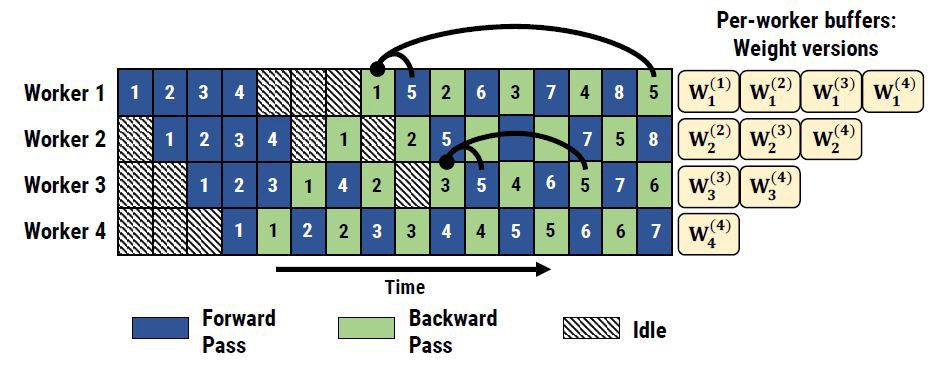 Per-worker buffers:
Weight versions
Worker 1 1 2 3 4 1 5 2 6 3 7 4 8 5 W₁⁽¹⁾ W₁⁽²⁾ W₁⁽³⁾ W₁⁽⁴⁾
Worker 2 1 2 3 4 1 2 5 7 5 8 W₂⁽²⁾ W₂⁽³⁾ W₂⁽⁴⁾
Worker 3 1 2 3 1 4 2 3 5 4 6 5 7 6 W₃⁽³⁾ W₃⁽⁴⁾
Worker 4 1 1 2 2 3 3 4 4 5 5 6 6 7 W₄⁽⁴⁾
Time
Forward
Pass
Backward
Pass
Idle